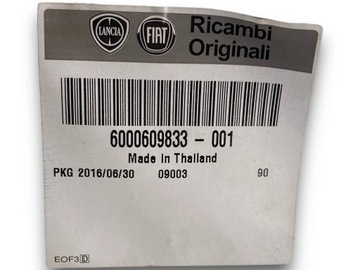 LANCIA FIAT Ricambi
Originali
6000609833 - 001
Made In Thailand
PKG 2016/06/30 09003 90
EOF3 D